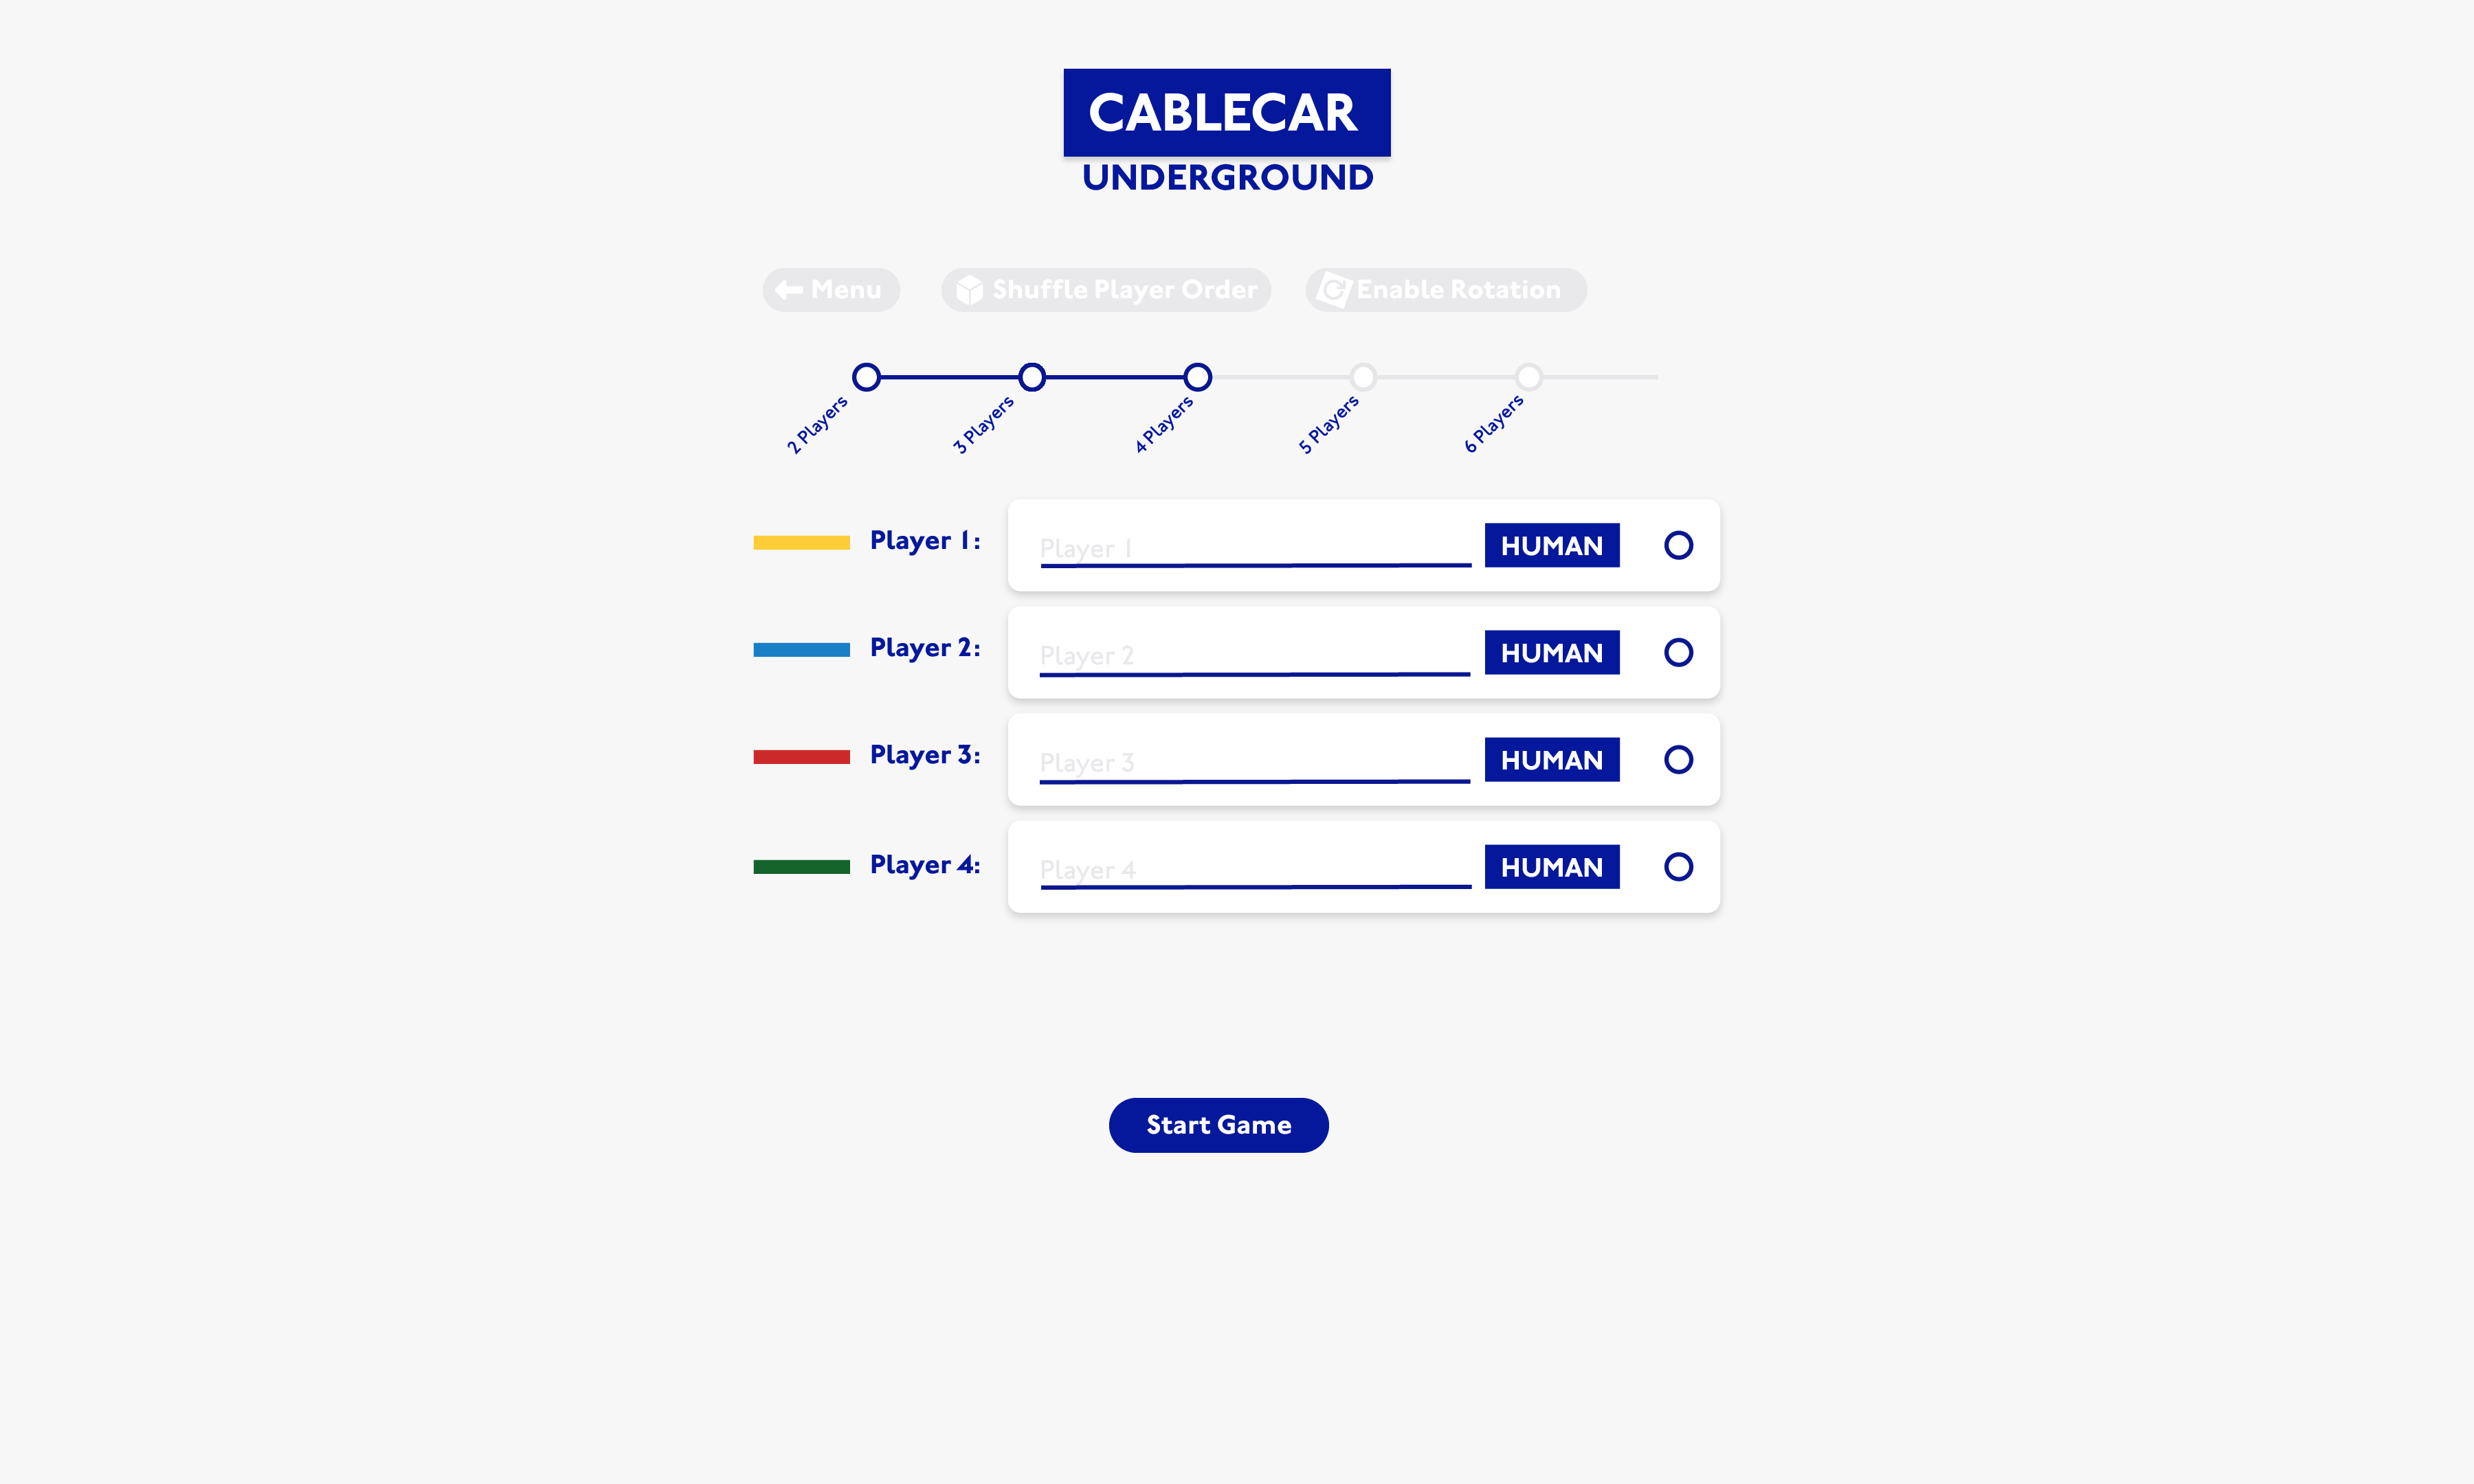 CABLECAR
UNDERGROUND
Menu
Shuffle Player Order
Enable Rotation
2 Players
3 Players
4 Players
5 Players
6 Players
Player 1:
Player 1
HUMAN
Player 2:
Player 2
HUMAN
Player 3:
Player 3
HUMAN
Player 4:
Player 4
HUMAN
Start Game